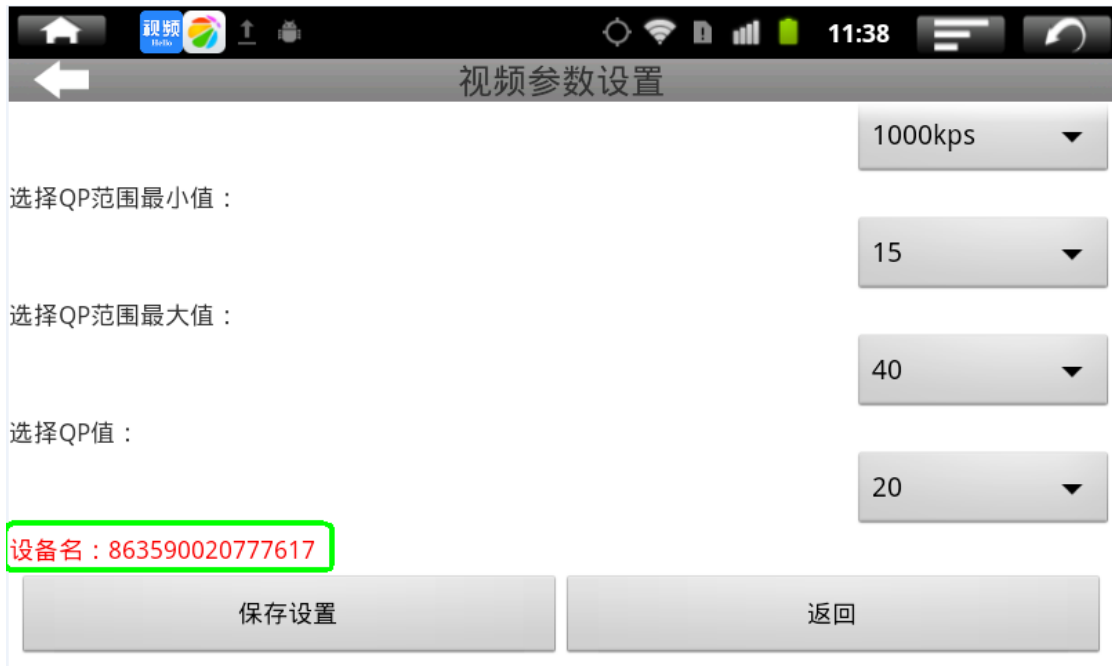 视频
Hello
11:38
视频参数设置
1000kps
选择QP范围最小值：
15
选择QP范围最大值：
40
选择QP值：
20
设备名：863590020777617
保存设置
返回